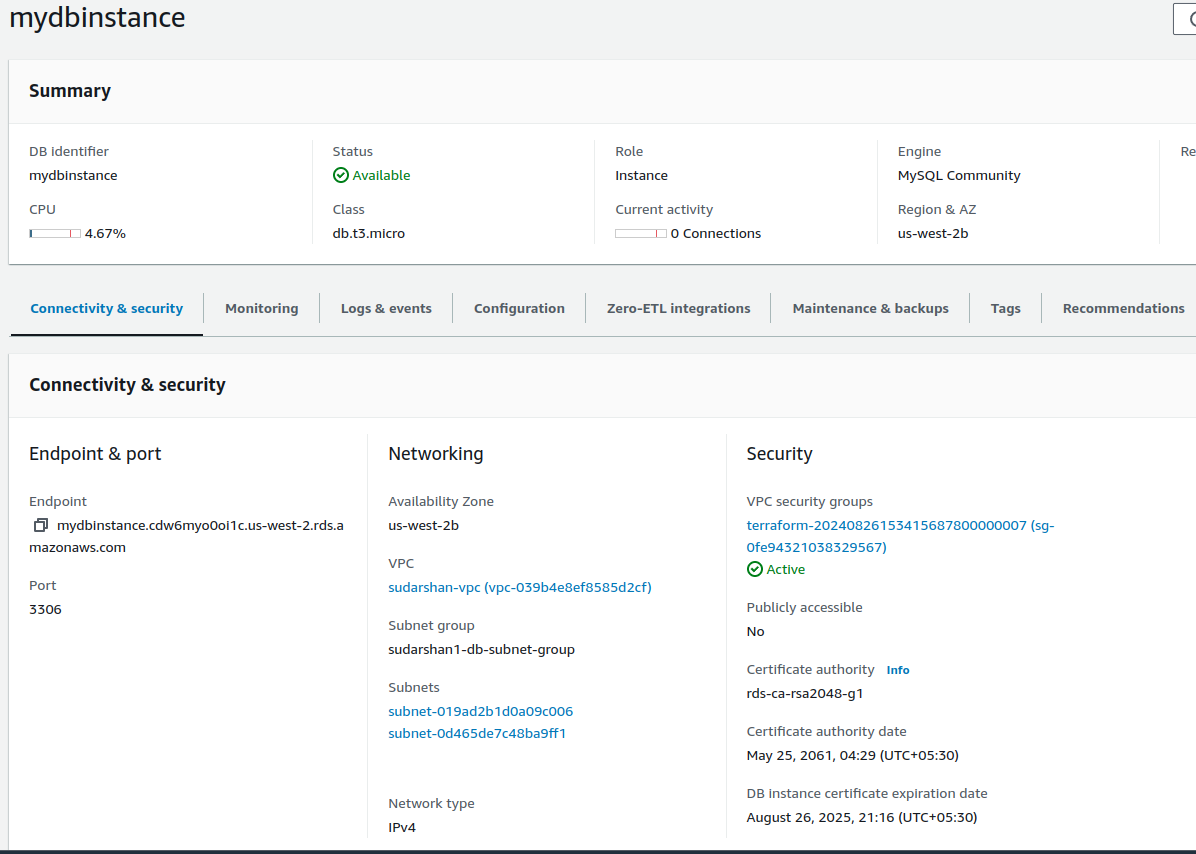 mydbinstance
Summary
DB identifier
mydbinstance
Status
Available
Role
Instance
Engine
MySQL Community
Re
CPU
4.67%
Class
db.t3.micro
Current activity
0 Connections
Region & AZ
us-west-2b
Connectivity & security
Monitoring
Logs & events
Configuration
Zero-ETL integrations
Maintenance & backups
Tags
Recommendations
Connectivity & security
Endpoint & port
Endpoint
mydbinstance.cdw6myo0oi1c.us-west-2.rds.a
mazonaws.com
Port
3306
Networking
Availability Zone
us-west-2b
VPC
sudarshan-vpc (vpc-039b4e8ef8585d2cf)
Subnet group
sudarshan1-db-subnet-group
Subnets
subnet-019ad2b1d0a09c006
subnet-0d465de7c48ba9ff1
Network type
IPv4
Security
VPC security groups
terraform-20240826153415687800000007 (sg-
0fe94321038329567)
Active
Publicly accessible
No
Certificate authority Info
rds-ca-rsa2048-g1
Certificate authority date
May 25, 2061, 04:29 (UTC+05:30)
DB instance certificate expiration date
August 26, 2025, 21:16 (UTC+05:30)